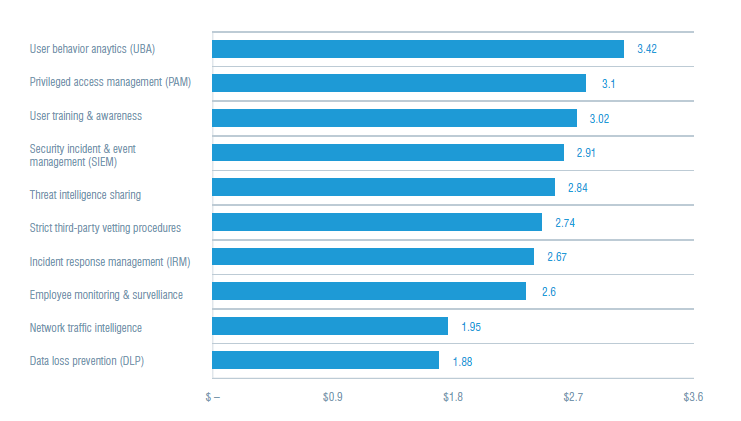 User behavior anaytics (UBA) 3.42
Privileged access management (PAM) 3.1
User training & awareness 3.02
Security incident & event
management (SIEM) 2.91
Threat intelligence sharing 2.84
Strict third-party vetting procedures 2.74
Incident response management (IRM) 2.67
Employee monitoring & survelliance 2.6
Network traffic intelligence 1.95
Data loss prevention (DLP) 1.88
$ – $0.9 $1.8 $2.7 $3.6